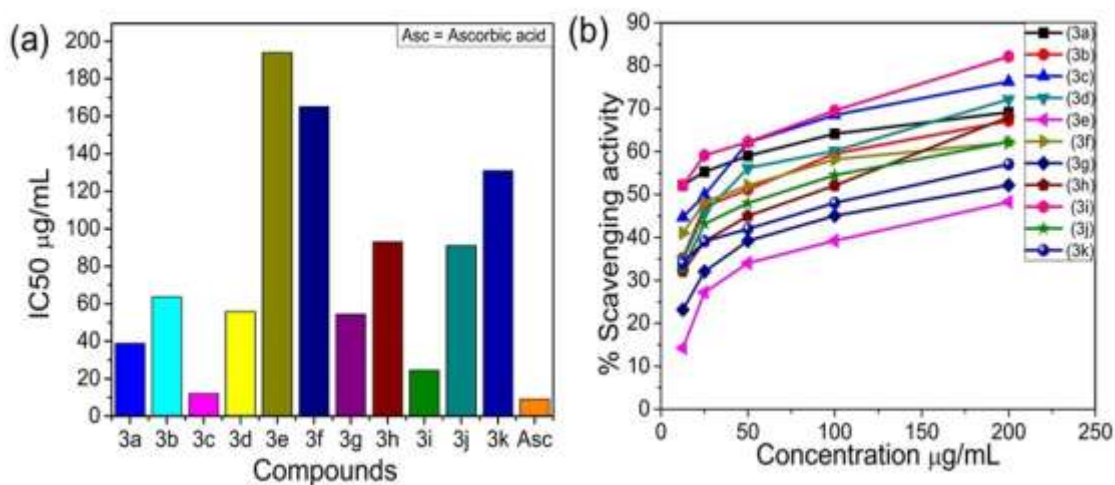 (a)
Asc = Ascorbic acid
IC50 µg/mL
200
180
160
140
120
100
80
60
40
20
0
3a 3b 3c 3d 3e 3f 3g 3h 3i 3j 3k Asc
Compounds
(b)
% Scavenging activity
90
80
70
60
50
40
30
20
10
0
0 50 100 150 200 250
Concentration µg/mL
(3a)
(3b)
(3c)
(3d)
(3e)
(3f)
(3g)
(3h)
(3i)
(3j)
(3k)